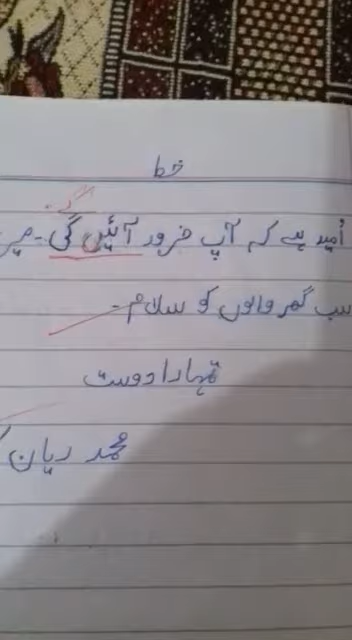 خط
اُمید ہے کہ آپ ضرور آئیں گی۔
سب گھر والوں کو سلام۔
تمہارا دوست
محمد ریان